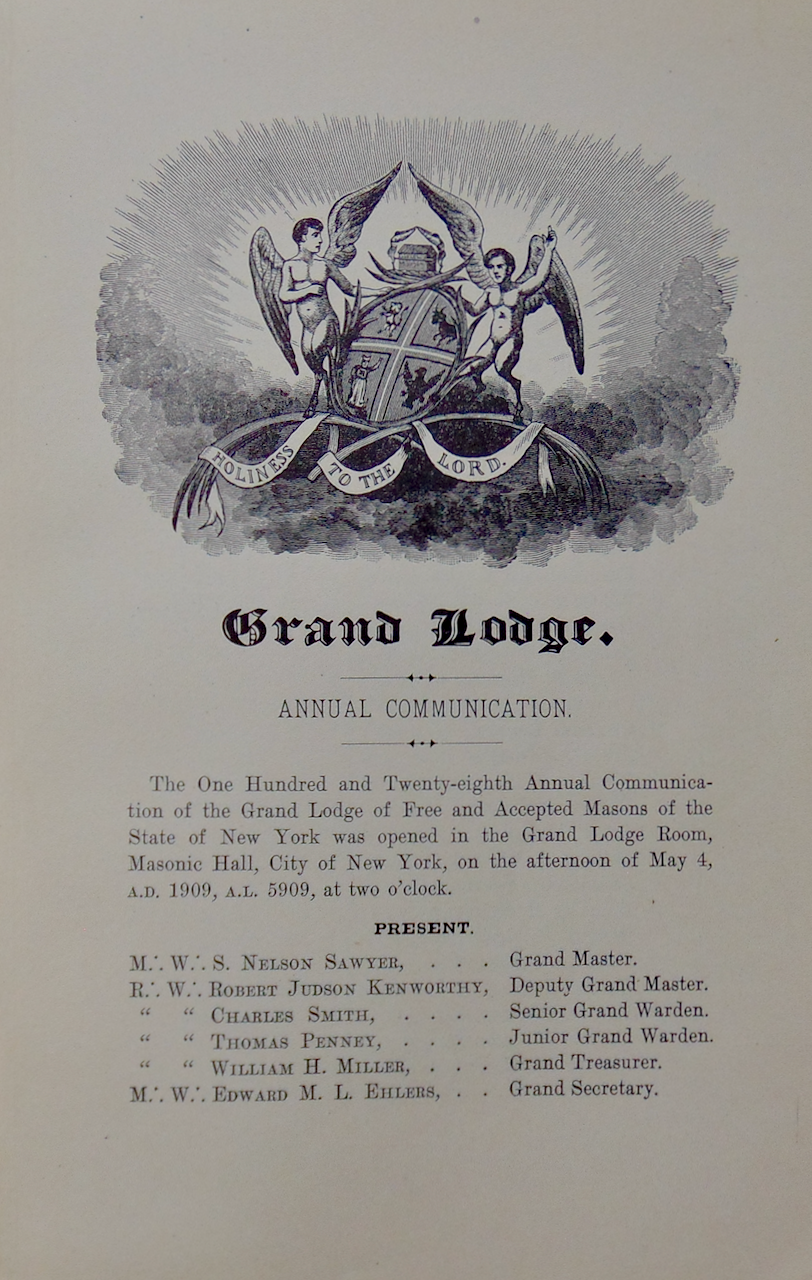 HOLINESS TO THE LORD.
Grand Lodge.
ANNUAL COMMUNICATION.
The One Hundred and Twenty-eighth Annual Communica-
tion of the Grand Lodge of Free and Accepted Masons of the
State of New York was opened in the Grand Lodge Room,
Masonic Hall, City of New York, on the afternoon of May 4,
A.D. 1909, A.L. 5909, at two o'clock.
PRESENT.
M∴ W∴ S. NELSON SAWYER, . . . Grand Master.
R∴ W∴ ROBERT JUDSON KENWORTHY, Deputy Grand Master.
“ “ CHARLES SMITH, . . . . Senior Grand Warden.
“ “ THOMAS PENNEY, . . . . Junior Grand Warden.
“ “ WILLIAM H. MILLER, . . . Grand Treasurer.
M∴ W∴ EDWARD M. L. EHLERS, . . Grand Secretary.